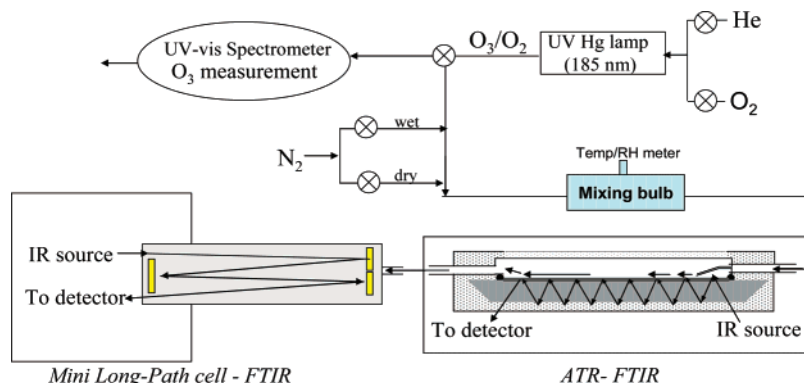 He
UV-vis Spectrometer
O3 measurement
O3/O2
UV Hg lamp
(185 nm)
O2
wet
N2
dry
Temp/RH meter
Mixing bulb
IR source
To detector
To detector
IR source
Mini Long-Path cell - FTIR
ATR- FTIR